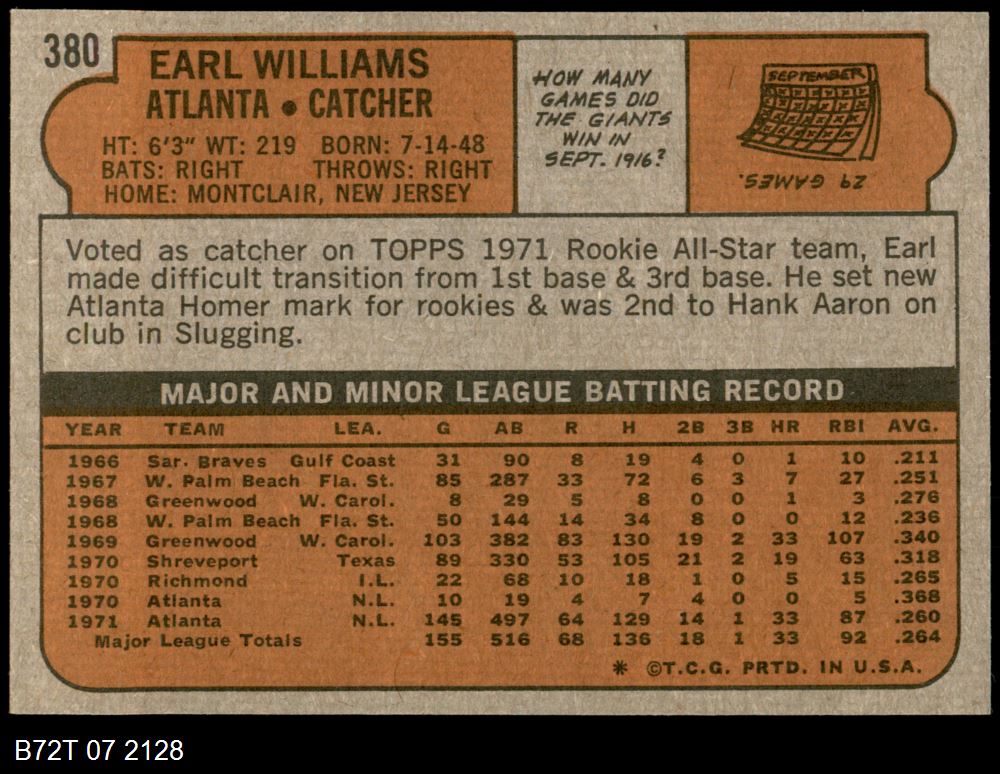 380
EARL WILLIAMS
ATLANTA • CATCHER
HT: 6'3" WT: 219 BORN: 7-14-48
BATS: RIGHT THROWS: RIGHT
HOME: MONTCLAIR, NEW JERSEY
HOW MANY
GAMES DID
THE GIANTS
WIN IN
SEPT. 1916?
SEPTEMBER
29 GAMES.
Voted as catcher on TOPPS 1971 Rookie All-Star team, Earl
made difficult transition from 1st base & 3rd base. He set new
Atlanta Homer mark for rookies & was 2nd to Hank Aaron on
club in Slugging.
MAJOR AND MINOR LEAGUE BATTING RECORD
YEAR TEAM LEA. G AB R H 2B 3B HR RBI AVG.
1966 Sar. Braves Gulf Coast 31 90 8 19 4 0 1 10 .211
1967 W. Palm Beach Fla. St. 85 287 33 72 6 3 7 27 .251
1968 Greenwood W. Carol. 8 29 5 8 0 0 1 3 .276
1968 W. Palm Beach Fla. St. 50 144 14 34 8 0 0 12 .236
1969 Greenwood W. Carol. 103 382 83 130 19 2 33 107 .340
1970 Shreveport Texas 89 330 53 105 21 2 19 63 .318
1970 Richmond I.L. 22 68 10 18 1 0 5 15 .265
1970 Atlanta N.L. 10 19 4 7 4 0 0 5 .368
1971 Atlanta N.L. 145 497 64 129 14 1 33 87 .260
Major League Totals 155 516 68 136 18 1 33 92 .264
* ©T.C.G. PRTD. IN U.S.A.
B72T 07 2128